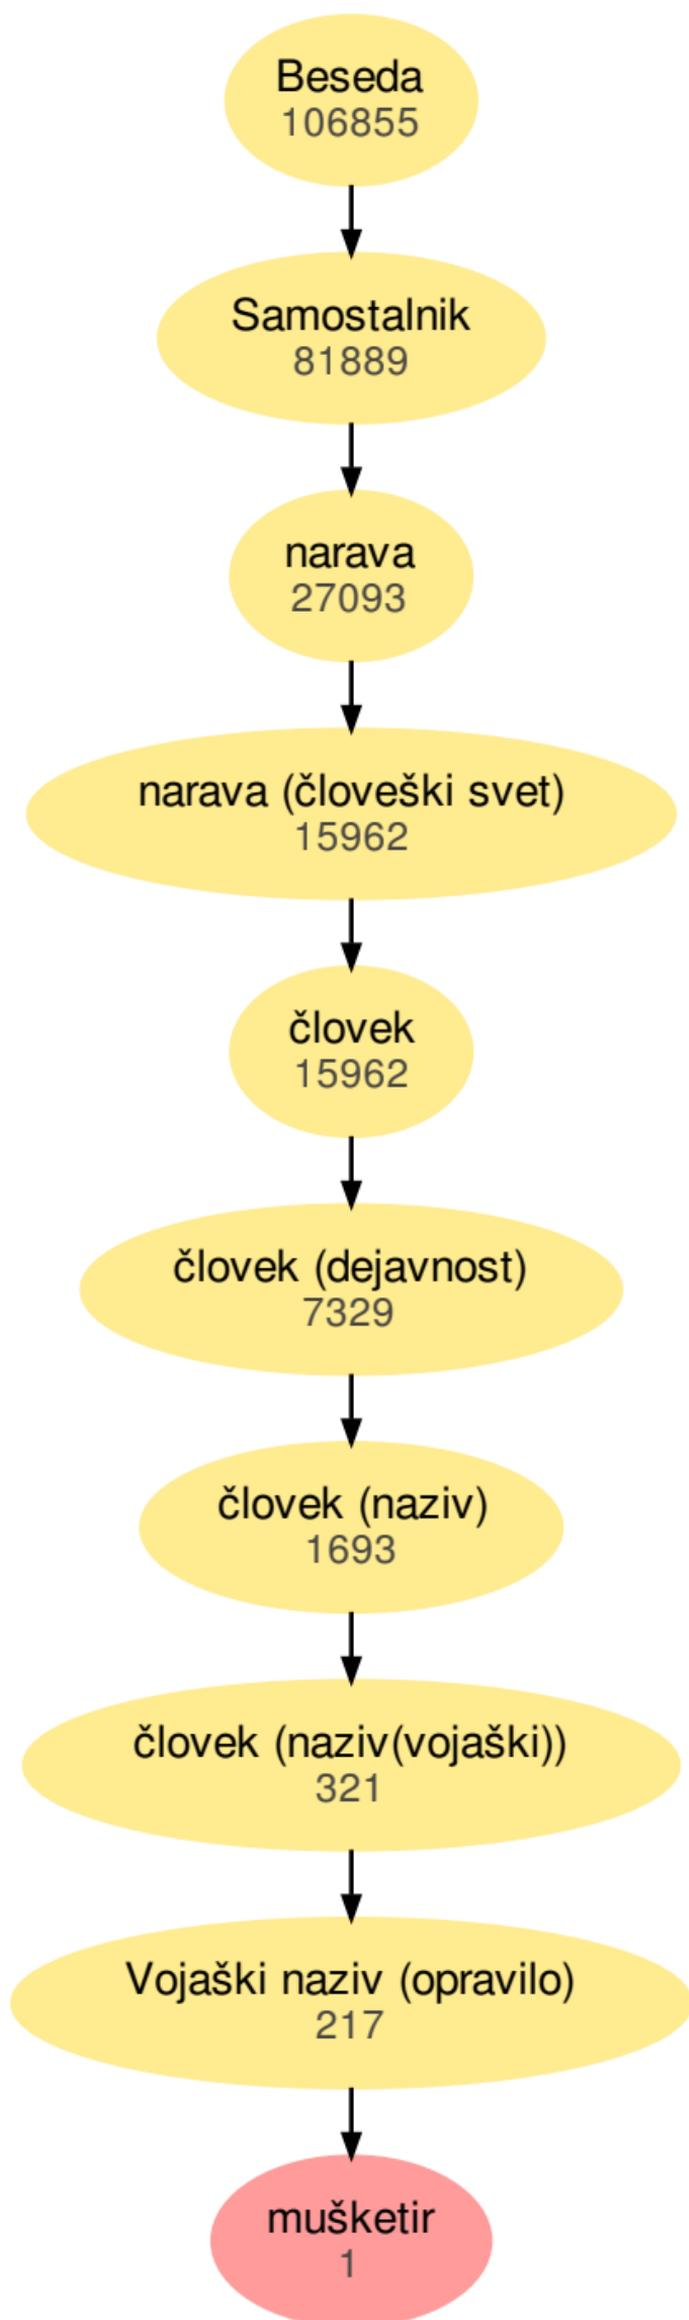 Beseda
106855
Samostalnik
81889
narava
27093
narava (človeški svet)
15962
človek
15962
človek (dejavnost)
7329
človek (naziv)
1693
človek (naziv(vojaški))
321
Vojaški naziv (opravilo)
217
mušketir
1